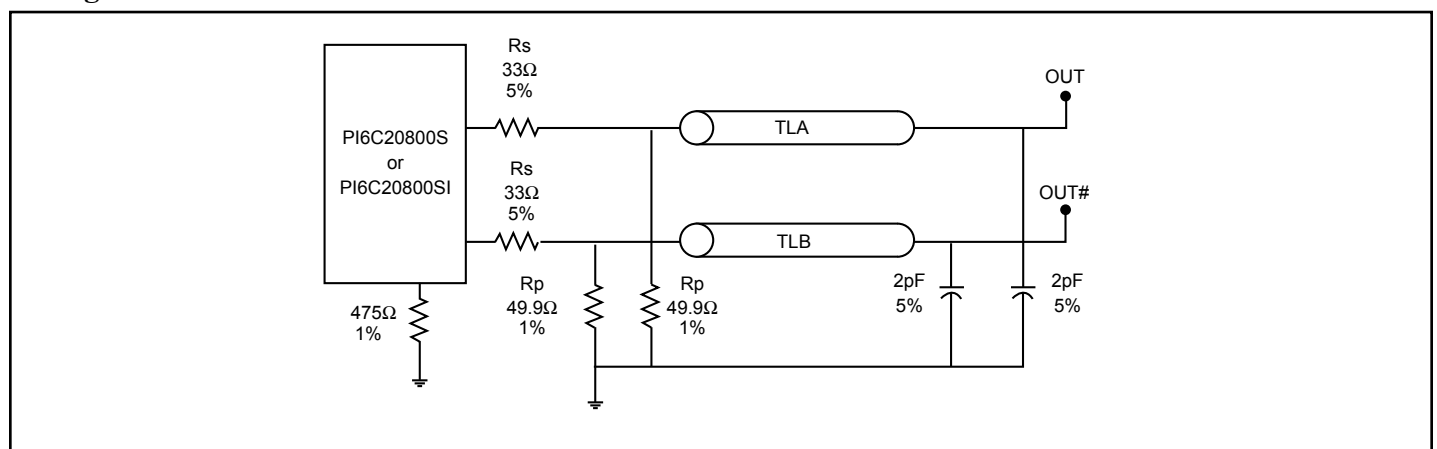 Rs
33Ω
5%
OUT
PI6C20800S
or
PI6C20800SI
TLA
Rs
33Ω
5%
OUT#
TLB
475Ω
1%
Rp
49.9Ω
1%
Rp
49.9Ω
1%
2pF
5%
2pF
5%